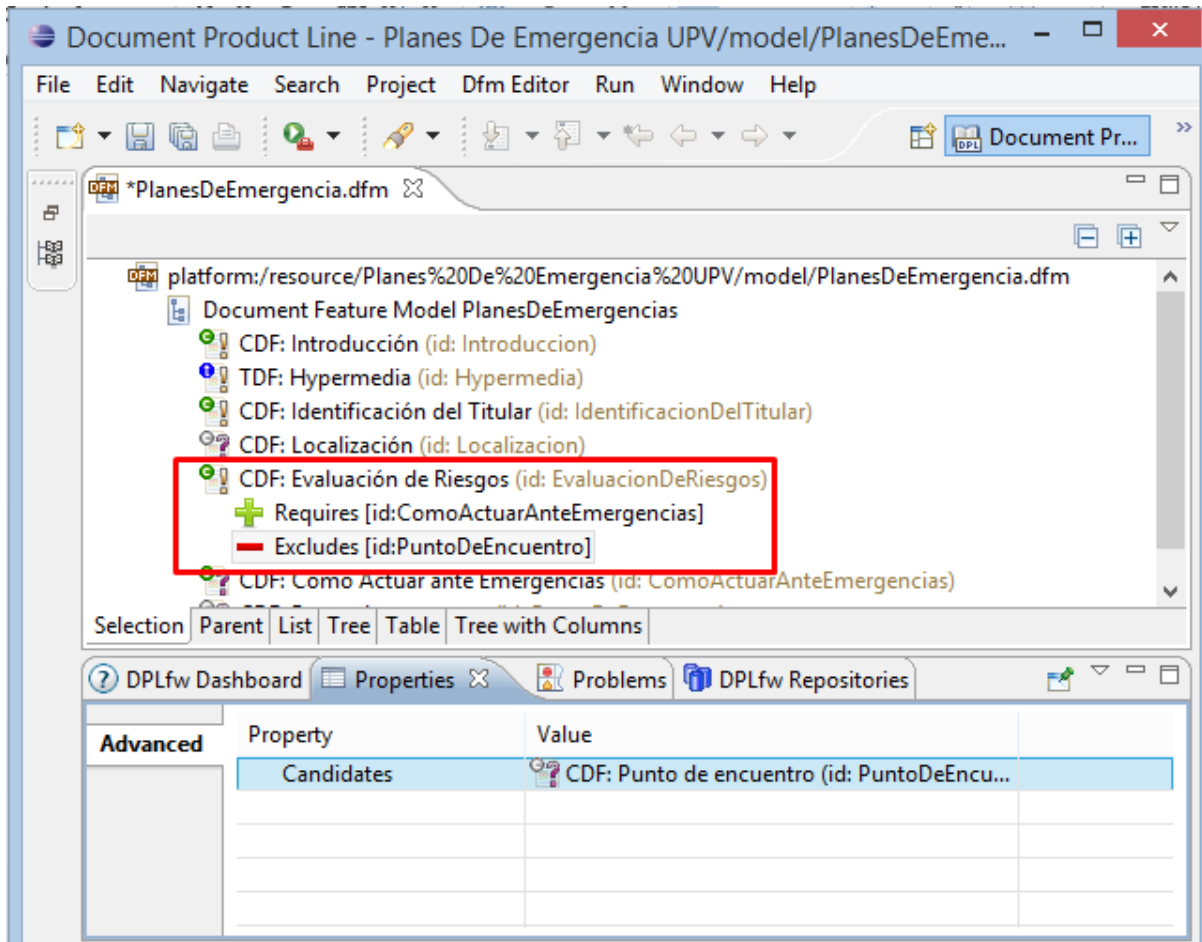 Document Product Line - Planes De Emergencia UPV/model/PlanesDeEme...
File Edit Navigate Search Project Dfm Editor Run Window Help
DPL Document Pr...
DFM *PlanesDeEmergencia.dfm
DFM platform:/resource/Planes%20De%20Emergencia%20UPV/model/PlanesDeEmergencia.dfm
Document Feature Model PlanesDeEmergencias
CDF: Introducción (id: Introduccion)
TDF: Hypermedia (id: Hypermedia)
CDF: Identificación del Titular (id: IdentificacionDelTitular)
CDF: Localización (id: Localizacion)
CDF: Evaluación de Riesgos (id: EvaluacionDeRiesgos)
Requires [id:ComoActuarAnteEmergencias]
Excludes [id:PuntoDeEncuentro]
CDF: Como Actuar ante Emergencias (id: ComoActuarAnteEmergencias)
Selection Parent List Tree Table Tree with Columns
DPLfw Dashboard Properties Problems DPLfw Repositories
Advanced Property Value
Candidates CDF: Punto de encuentro (id: PuntoDeEncu...